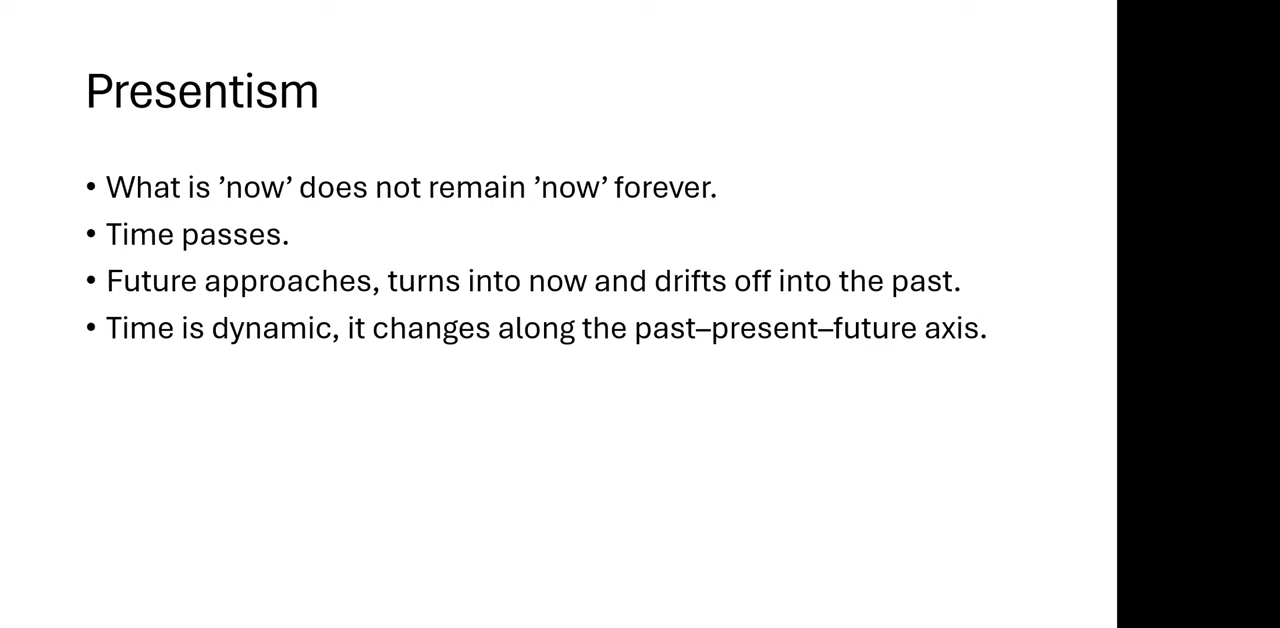 Presentism
• What is ’now’ does not remain ’now’ forever.
• Time passes.
• Future approaches, turns into now and drifts off into the past.
• Time is dynamic, it changes along the past–present–future axis.